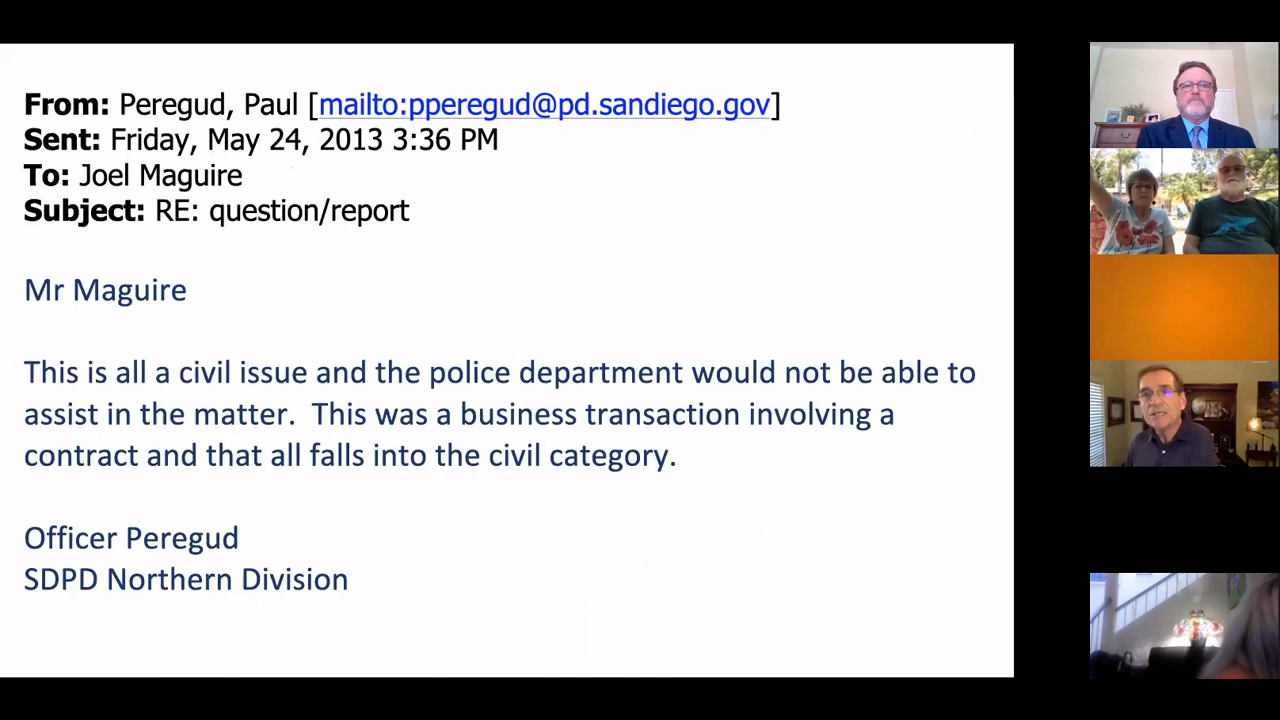 From: Peregud, Paul [mailto:pperegud@pd.sandiego.gov]
Sent: Friday, May 24, 2013 3:36 PM
To: Joel Maguire
Subject: RE: question/report
Mr Maguire
This is all a civil issue and the police department would not be able to
assist in the matter.  This was a business transaction involving a
contract and that all falls into the civil category.
Officer Peregud
SDPD Northern Division